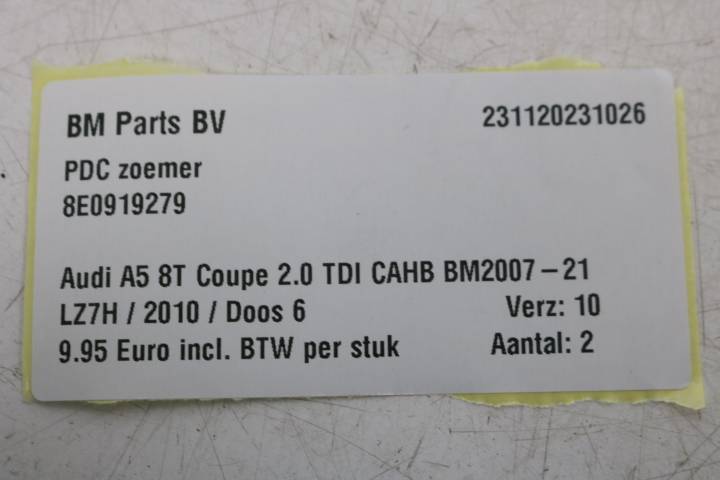 BM Parts BV 231120231026
PDC zoemer
8E0919279
Audi A5 8T Coupe 2.0 TDI CAHB BM2007-21
LZ7H / 2010 / Doos 6 Verz: 10
9.95 Euro incl. BTW per stuk Aantal: 2